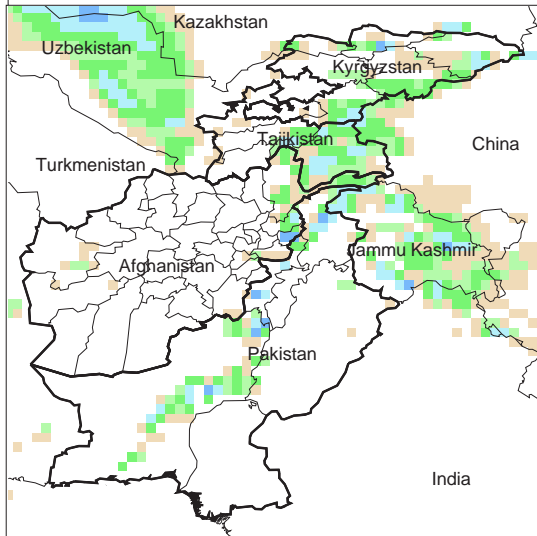 Kazakhstan
Uzbekistan
Kyrgyzstan
Tajikistan
China
Turkmenistan
Jammu Kashmir
Afghanistan
Pakistan
India